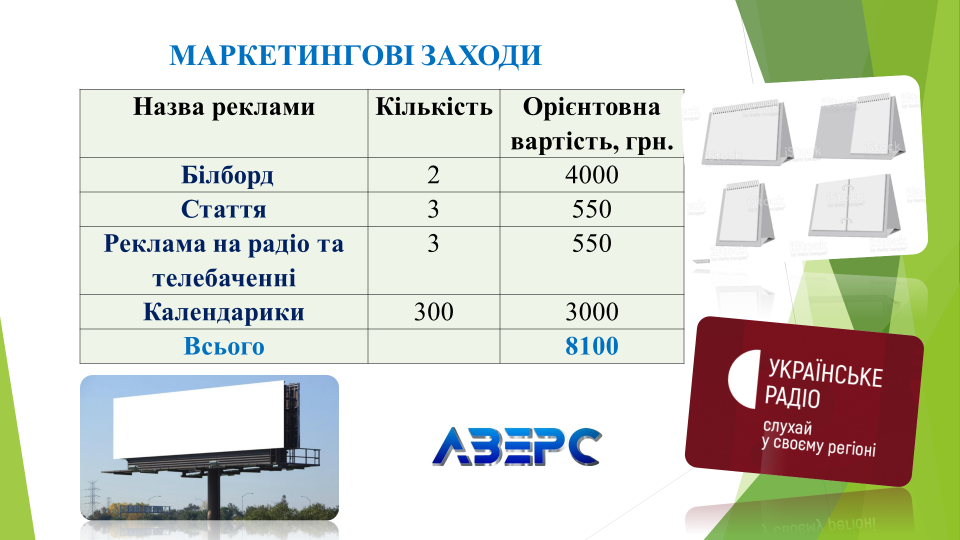 МАРКЕТИНГОВІ ЗАХОДИ
Назва реклами Кількість Орієнтовна
вартість, грн.
Білборд 2 4000
Стаття 3 550
Реклама на радіо та 3 550
телебаченні
Календарики 300 3000
Всього 8100
АВЕРС
УКРАЇНСЬКЕ
РАДІО
слухай
у своєму регіоні